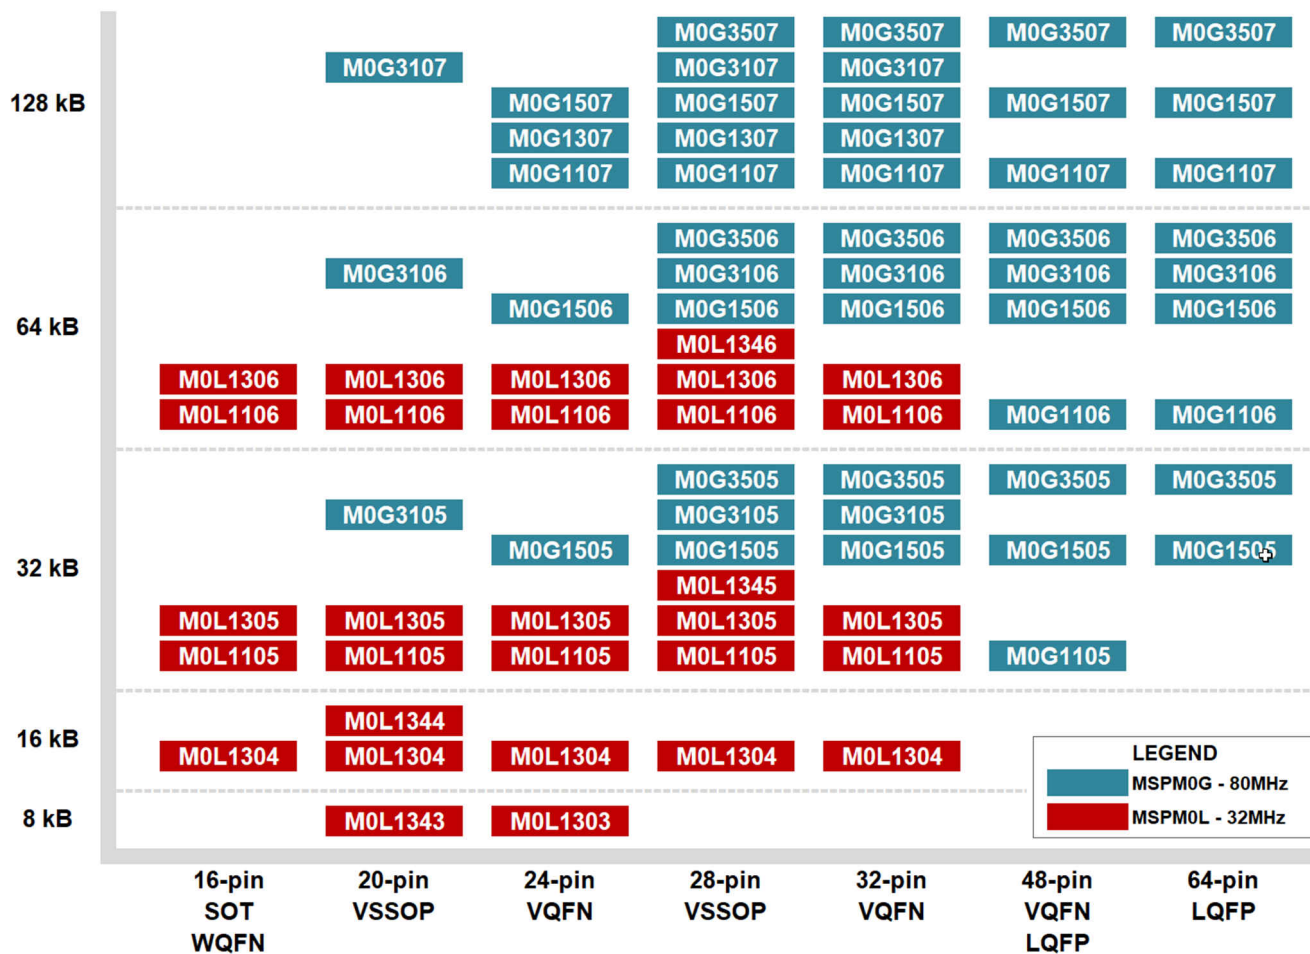 M0G3507 M0G3507 M0G3507 M0G3507
M0G3107 M0G3107 M0G3107
128 kB M0G1507 M0G1507 M0G1507 M0G1507 M0G1507
M0G1307 M0G1307 M0G1307
M0G1107 M0G1107 M0G1107 M0G1107 M0G1107
M0G3506 M0G3506 M0G3506 M0G3506
M0G3106 M0G3106 M0G3106 M0G3106 M0G3106
64 kB M0G1506 M0G1506 M0G1506 M0G1506 M0G1506
M0L1346
M0L1306 M0L1306 M0L1306 M0L1306 M0L1306
M0L1106 M0L1106 M0L1106 M0L1106 M0L1106 M0G1106 M0G1106
M0G3505 M0G3505 M0G3505 M0G3505
M0G3105 M0G3105 M0G3105
M0G1505 M0G1505 M0G1505 M0G1505 M0G1505
32 kB M0L1345
M0L1305 M0L1305 M0L1305 M0L1305 M0L1305
M0L1105 M0L1105 M0L1105 M0L1105 M0L1105 M0G1105
M0L1344
16 kB M0L1304 M0L1304 M0L1304 M0L1304 M0L1304
8 kB M0L1343 M0L1303
LEGEND
MSPM0G - 80MHz
MSPM0L - 32MHz
16-pin 20-pin 24-pin 28-pin 32-pin 48-pin 64-pin
SOT VSSOP VQFN VSSOP VQFN VQFN LQFP
WQFN LQFP